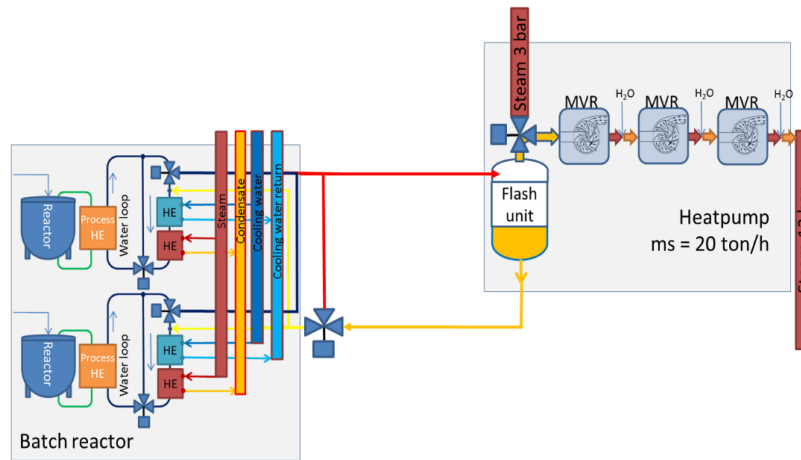 Steam 3 bar
MVR
H₂O
MVR
H₂O
MVR
H₂O
Flash
unit
Heatpump
ms = 20 ton/h
Steam
Condensate
Cooling water
Cooling water return
Reactor
Process
HE
Water loop
HE
HE
Reactor
Process
HE
Water loop
HE
HE
Batch reactor